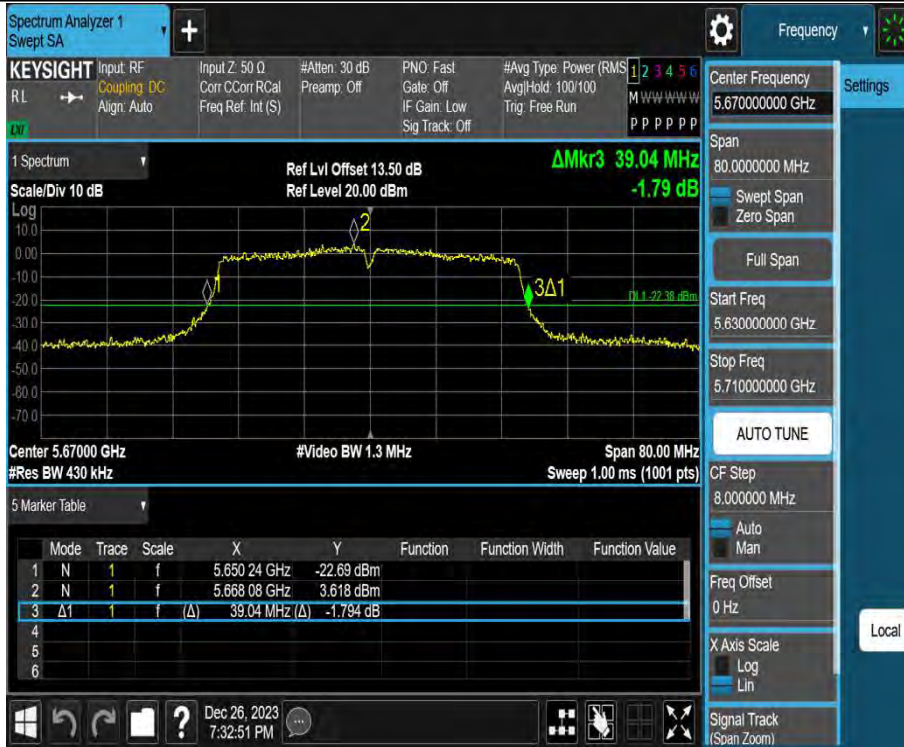 Spectrum Analyzer 1
Swept SA
+
Frequency
KEYSIGHT
RL
LXI
Input: RF
Coupling: DC
Align: Auto
Input Z: 50 Ω
Corr CCorr RCal
Freq Ref: Int (S)
#Atten: 30 dB
Preamp: Off
PNO: Fast
Gate: Off
IF Gain: Low
Sig Track: Off
#Avg Type: Power (RMS
Avg|Hold: 100/100
Trig: Free Run
1 2 3 4 5 6
M W W W W W
P P P P P P
Center Frequency
5.670000000 GHz
Settings
Span
80.0000000 MHz
Swept Span
Zero Span
Full Span
Start Freq
5.630000000 GHz
Stop Freq
5.710000000 GHz
AUTO TUNE
CF Step
8.000000 MHz
Auto
Man
Freq Offset
0 Hz
X Axis Scale
Log
Lin
Signal Track
(Span Zoom)
Local
1 Spectrum
Scale/Div 10 dB
Log
Ref Lvl Offset 13.50 dB
Ref Level 20.00 dBm
ΔMkr3 39.04 MHz
-1.79 dB
10.0
0.00
-10.0
-20.0
-30.0
-40.0
-50.0
-60.0
-70.0
1
2
3Δ1
DL1 -22.38 dBm
Center 5.67000 GHz
#Video BW 1.3 MHz
Span 80.00 MHz
#Res BW 430 kHz
Sweep 1.00 ms (1001 pts)
5 Marker Table
Mode Trace Scale X Y Function Function Width Function Value
1 N 1 f 5.650 24 GHz -22.69 dBm
2 N 1 f 5.668 08 GHz 3.618 dBm
3 Δ1 1 f (Δ) 39.04 MHz (Δ) -1.794 dB
4
5
6
?
Dec 26, 2023
7:32:51 PM